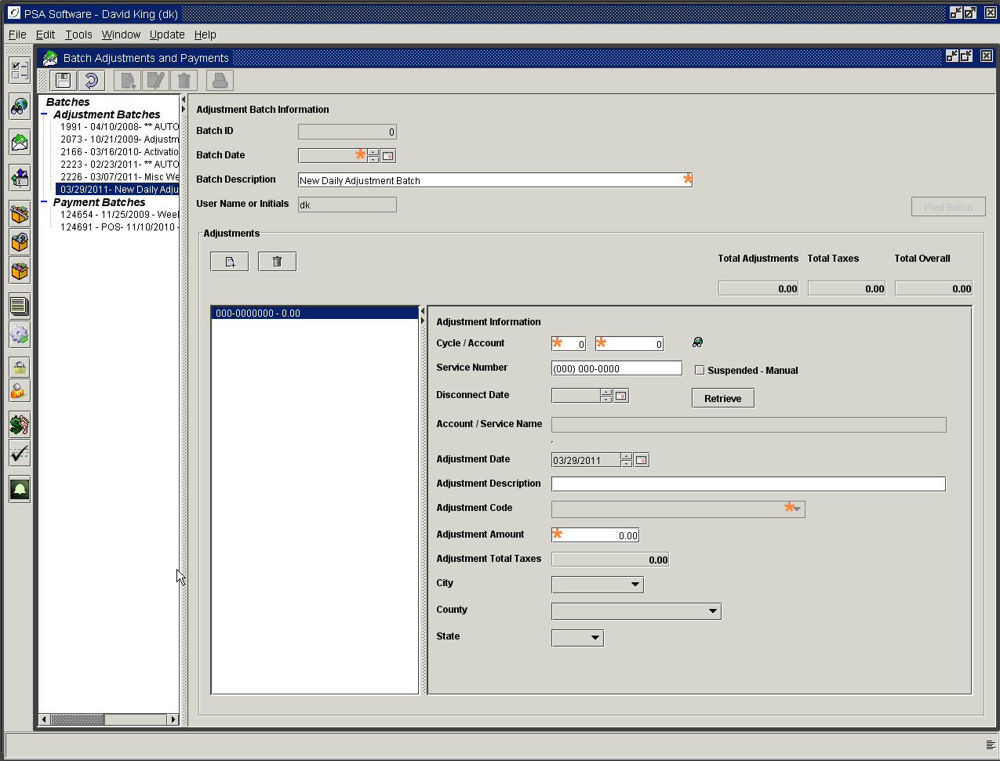 PSA Software - David King (dk)
File Edit Tools Window Update Help
Batch Adjustments and Payments
Batches
Adjustment Batches
1991 - 04/10/2008- ** AUTO
2073 - 10/21/2009- Adjustm
2166 - 03/16/2010- Activatio
2223 - 02/23/2011- ** AUTO
2226 - 03/07/2011- Misc We
03/29/2011- New Daily Adju
Payment Batches
124654 - 11/25/2009 - Weel
124691 - POS- 11/10/2010 -
Adjustment Batch Information
Batch ID 0
Batch Date *
Batch Description New Daily Adjustment Batch *
User Name or Initials dk
Post Batch
Adjustments
Total Adjustments Total Taxes Total Overall
0.00 0.00 0.00
000-0000000 - 0.00
Adjustment Information
Cycle / Account * 0 * 0
Service Number (000) 000-0000 Suspended - Manual
Disconnect Date Retrieve
Account / Service Name
,
Adjustment Date 03/29/2011
Adjustment Description
Adjustment Code *
Adjustment Amount * 0.00
Adjustment Total Taxes 0.00
City
County
State